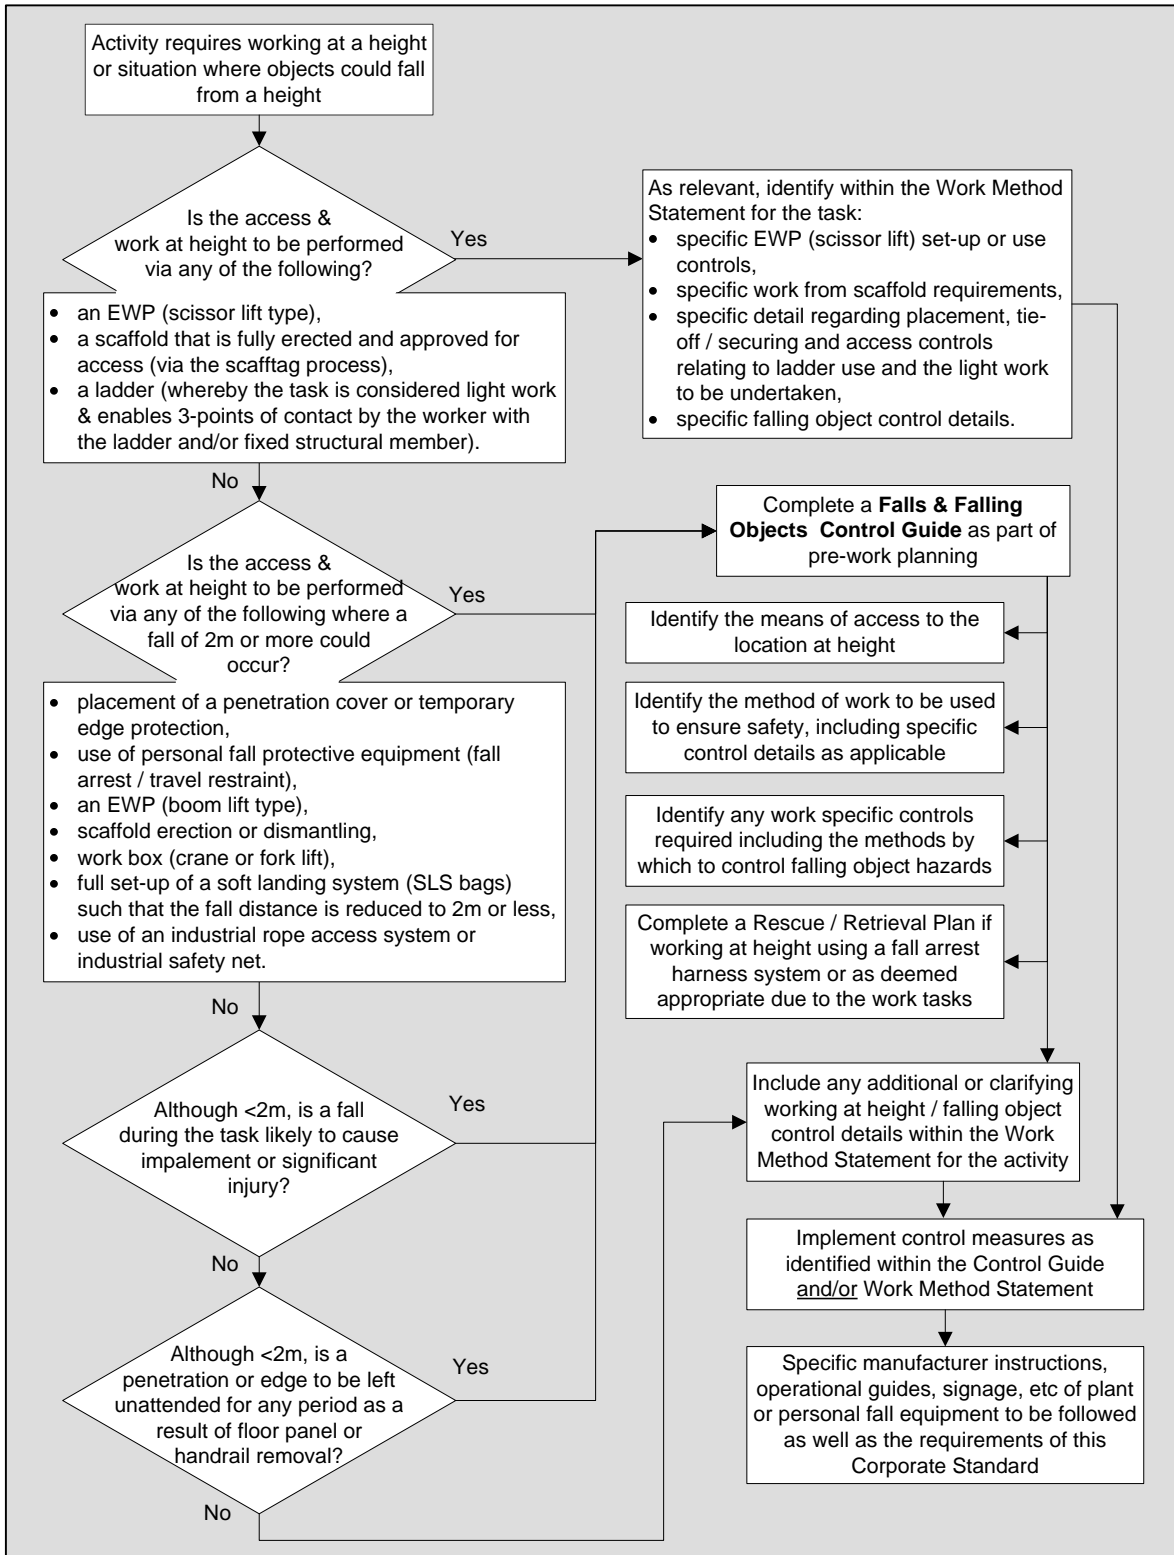 Activity requires working at a height
or situation where objects could fall
from a height
Is the access &
work at height to be performed
via any of the following?
Yes
• an EWP (scissor lift type),
• a scaffold that is fully erected and approved for
access (via the scafftag process),
• a ladder (whereby the task is considered light work
& enables 3-points of contact by the worker with
the ladder and/or fixed structural member).
As relevant, identify within the Work Method
Statement for the task:
• specific EWP (scissor lift) set-up or use
controls,
• specific work from scaffold requirements,
• specific detail regarding placement, tie-
off / securing and access controls
relating to ladder use and the light work
to be undertaken,
• specific falling object control details.
No
Is the access &
work at height to be performed
via any of the following where a
fall of 2m or more could
occur?
Yes
• placement of a penetration cover or temporary
edge protection,
• use of personal fall protective equipment (fall
arrest / travel restraint),
• an EWP (boom lift type),
• scaffold erection or dismantling,
• work box (crane or fork lift),
• full set-up of a soft landing system (SLS bags)
such that the fall distance is reduced to 2m or less,
• use of an industrial rope access system or
industrial safety net.
Complete a Falls & Falling
Objects Control Guide as part of
pre-work planning
Identify the means of access to the
location at height
Identify the method of work to be used
to ensure safety, including specific
control details as applicable
Identify any work specific controls
required including the methods by
which to control falling object hazards
Complete a Rescue / Retrieval Plan if
working at height using a fall arrest
harness system or as deemed
appropriate due to the work tasks
No
Although <2m, is a fall
during the task likely to cause
impalement or significant
injury?
Yes
Include any additional or clarifying
working at height / falling object
control details within the Work
Method Statement for the activity
No
Implement control measures as
identified within the Control Guide
and/or Work Method Statement
Although <2m, is a
penetration or edge to be left
unattended for any period as a
result of floor panel or
handrail removal?
Yes
Specific manufacturer instructions,
operational guides, signage, etc of plant
or personal fall equipment to be followed
as well as the requirements of this
Corporate Standard
No